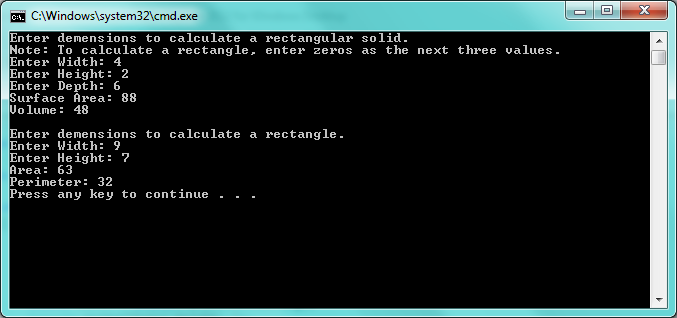 C:\Windows\system32\cmd.exe
Enter demensions to calculate a rectangular solid.
Note: To calculate a rectangle, enter zeros as the next three values.
Enter Width: 4
Enter Height: 2
Enter Depth: 6
Surface Area: 88
Volume: 48
Enter demensions to calculate a rectangle.
Enter Width: 9
Enter Height: 7
Area: 63
Perimeter: 32
Press any key to continue . . .